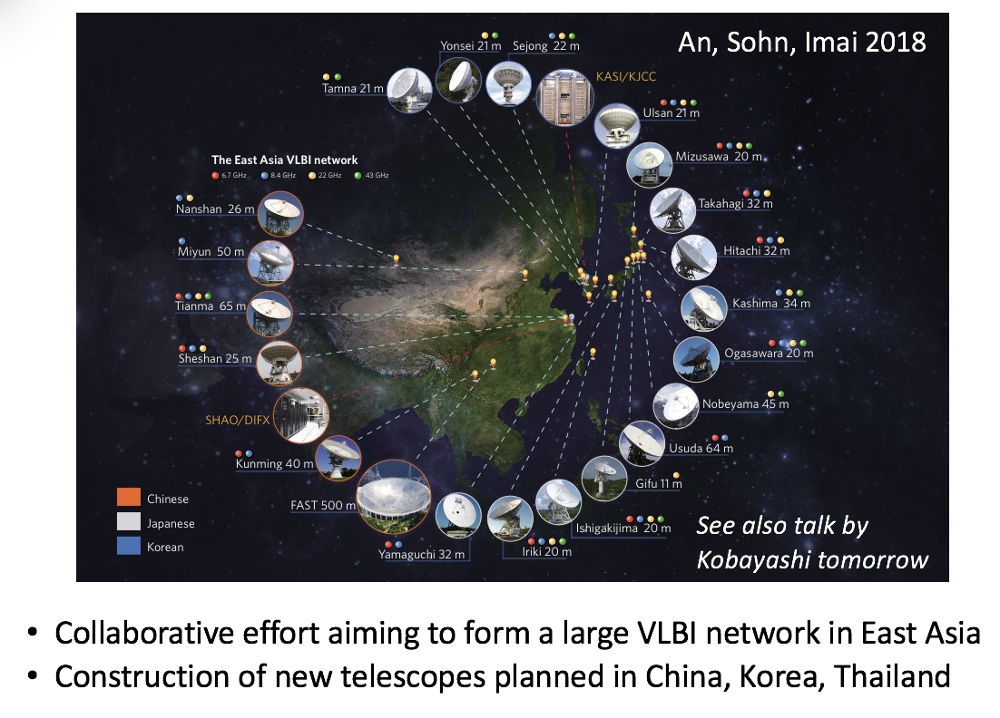 An, Sohn, Imai 2018
Yonsei 21 m
Sejong 22 m
Tamna 21 m
KASI/KJCC
Ulsan 21 m
Mizusawa 20 m
The East Asia VLBI network
6.7 GHz 8.4 GHz 22 GHz 43 GHz
Takahagi 32 m
Nanshan 26 m
Hitachi 32 m
Miyun 50 m
Kashima 34 m
Tianma 65 m
Ogasawara 20 m
Sheshan 25 m
Nobeyama 45 m
SHAO/DIFX
Usuda 64 m
Kunming 40 m
Gifu 11 m
FAST 500 m
Ishigakijima 20 m
Yamaguchi 32 m
Iriki 20 m
Chinese
Japanese
Korean
See also talk by
Kobayashi tomorrow
• Collaborative effort aiming to form a large VLBI network in East Asia
• Construction of new telescopes planned in China, Korea, Thailand